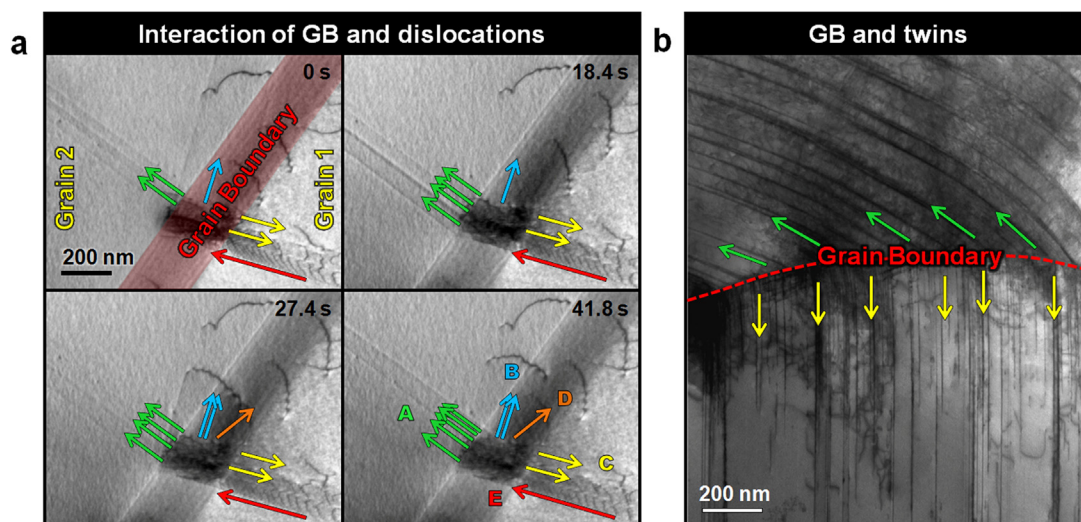 a
Interaction of GB and dislocations
0 s
Grain 2
Grain Boundary
Grain 1
200 nm
18.4 s
27.4 s
41.8 s
A
B
D
C
E
b
GB and twins
Grain Boundary
200 nm